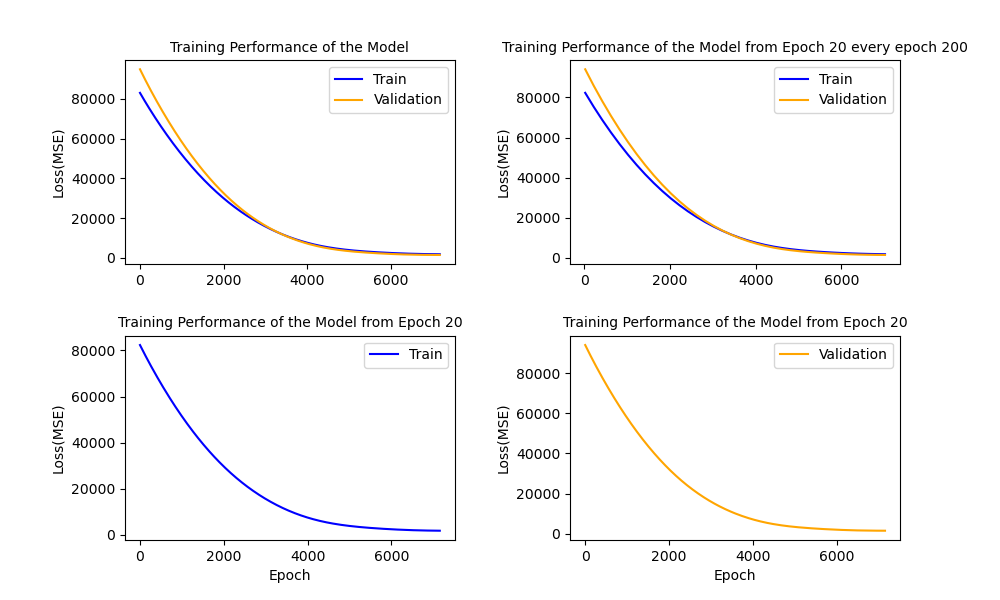 Training Performance of the Model
Train
Validation
Loss(MSE)
80000
60000
40000
20000
0
0 2000 4000 6000
Training Performance of the Model from Epoch 20 every epoch 200
Train
Validation
Loss(MSE)
80000
60000
40000
20000
0
0 2000 4000 6000
Training Performance of the Model from Epoch 20
Train
Loss(MSE)
80000
60000
40000
20000
0
0 2000 4000 6000
Epoch
Training Performance of the Model from Epoch 20
Validation
Loss(MSE)
80000
60000
40000
20000
0
0 2000 4000 6000
Epoch